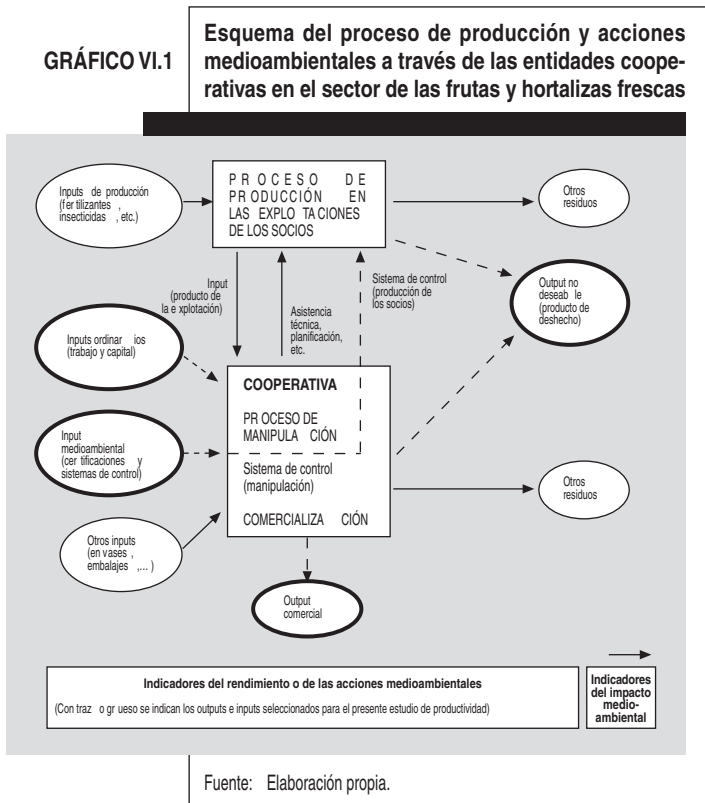 GRÁFICO VI.1
Esquema del proceso de producción y acciones
medioambientales a través de las entidades coope-
rativas en el sector de las frutas y hortalizas frescas
Inputs de producción
(fer tilizantes ,
insecticidas , etc.)
PR OCESO DE
PR ODUCCIÓN EN
LAS EXPLO TACIONES
DE LOS SOCIOS
Otros
residuos
Input
(producto de
la e xplotación)
Asistencia
técnica,
planificación,
etc.
Sistema de control
(producción de
los socios)
Output no
deseab le
(producto de
deshecho)
Inputs ordinar ios
(trabajo y capital)
COOPERATIVA
PR OCESO DE
MANIPULA CIÓN
Sistema de control
(manipulación)
COMERCIALIZA CIÓN
Input
medioambiental
(cer tificaciones y
sistemas de control)
Otros
residuos
Otros inputs
(en vases ,
embalajes ,... )
Output
comercial
Indicadores del rendimiento o de las acciones medioambientales
(Con traz o gr ueso se indican los outputs e inputs seleccionados para el presente estudio de productividad)
Indicadores
del impacto
medio-
ambiental
Fuente: Elaboración propia.